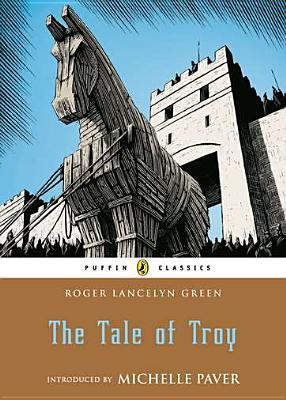 PUFFIN CLASSICS
ROGER LANCELYN GREEN
The Tale of Troy
INTRODUCED BY MICHELLE PAVER